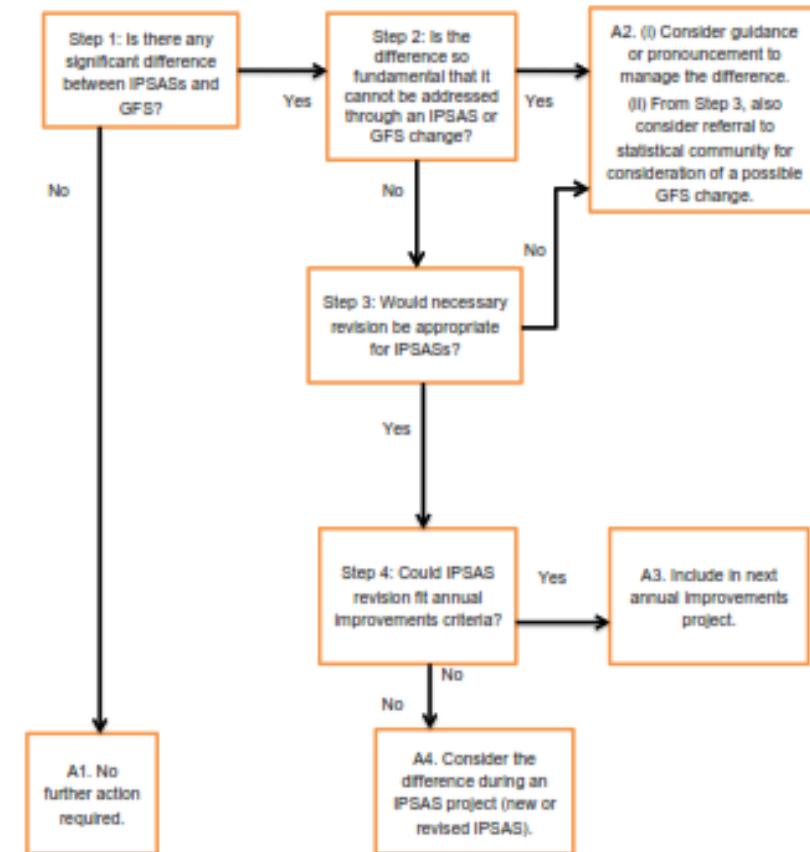 Step 1: Is there any
significant difference
between IPSASs and
GFS?
Yes
Step 2: Is the
difference so
fundamental that it
cannot be addressed
through an IPSAS or
GFS change?
Yes
A2. (I) Consider guidance
or pronouncement to
manage the difference.
(II) From Step 3, also
consider referral to
statistical community for
consideration of a possible
GFS change.
No
No
No
Step 3: Would necessary
revision be appropriate
for IPSASs?
Yes
Step 4: Could IPSAS
revision fit annual
improvements criteria?
Yes
A3. Include in next
annual improvements
project.
No
No
A1. No
further action
required.
A4. Consider the
difference during an
IPSAS project (new or
revised IPSAS).